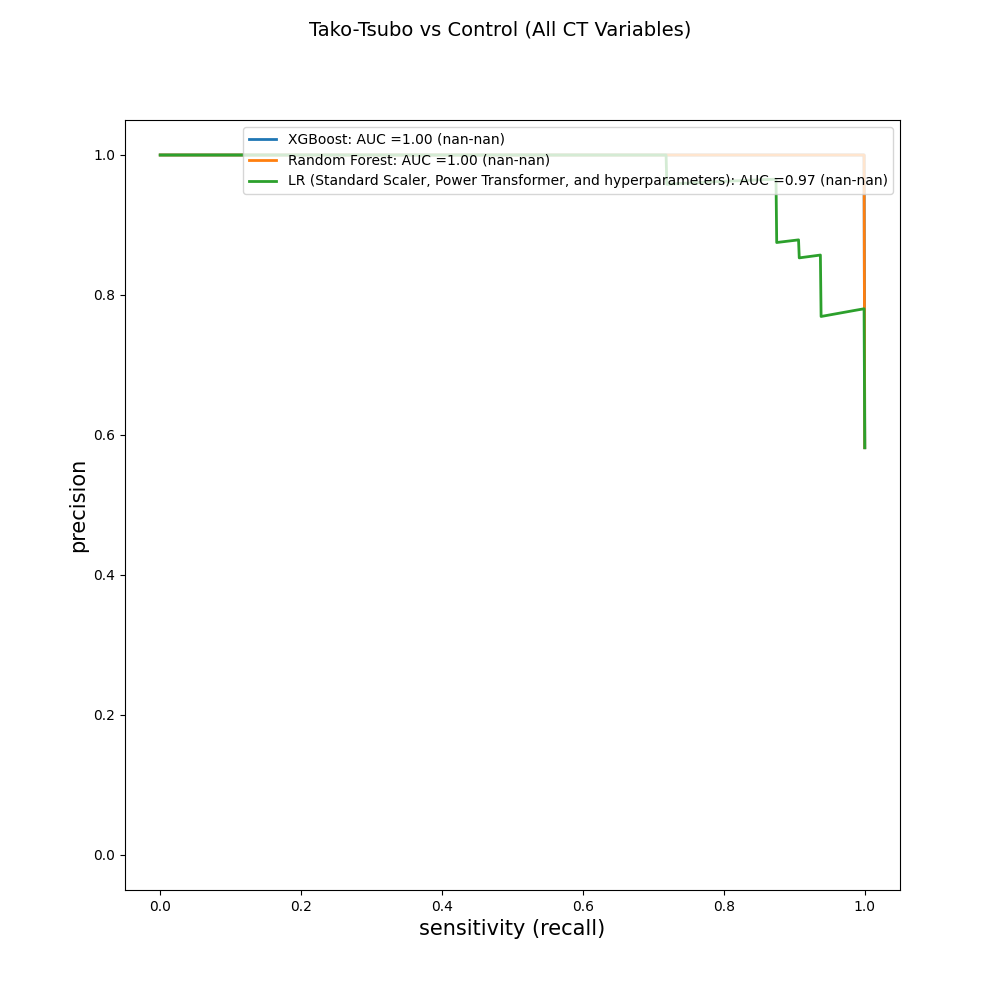 Tako-Tsubo vs Control (All CT Variables)
XGBoost: AUC =1.00 (nan-nan)
Random Forest: AUC =1.00 (nan-nan)
LR (Standard Scaler, Power Transformer, and hyperparameters): AUC =0.97 (nan-nan)
1.0
0.8
0.6
0.4
0.2
0.0
precision
0.0 0.2 0.4 0.6 0.8 1.0
sensitivity (recall)